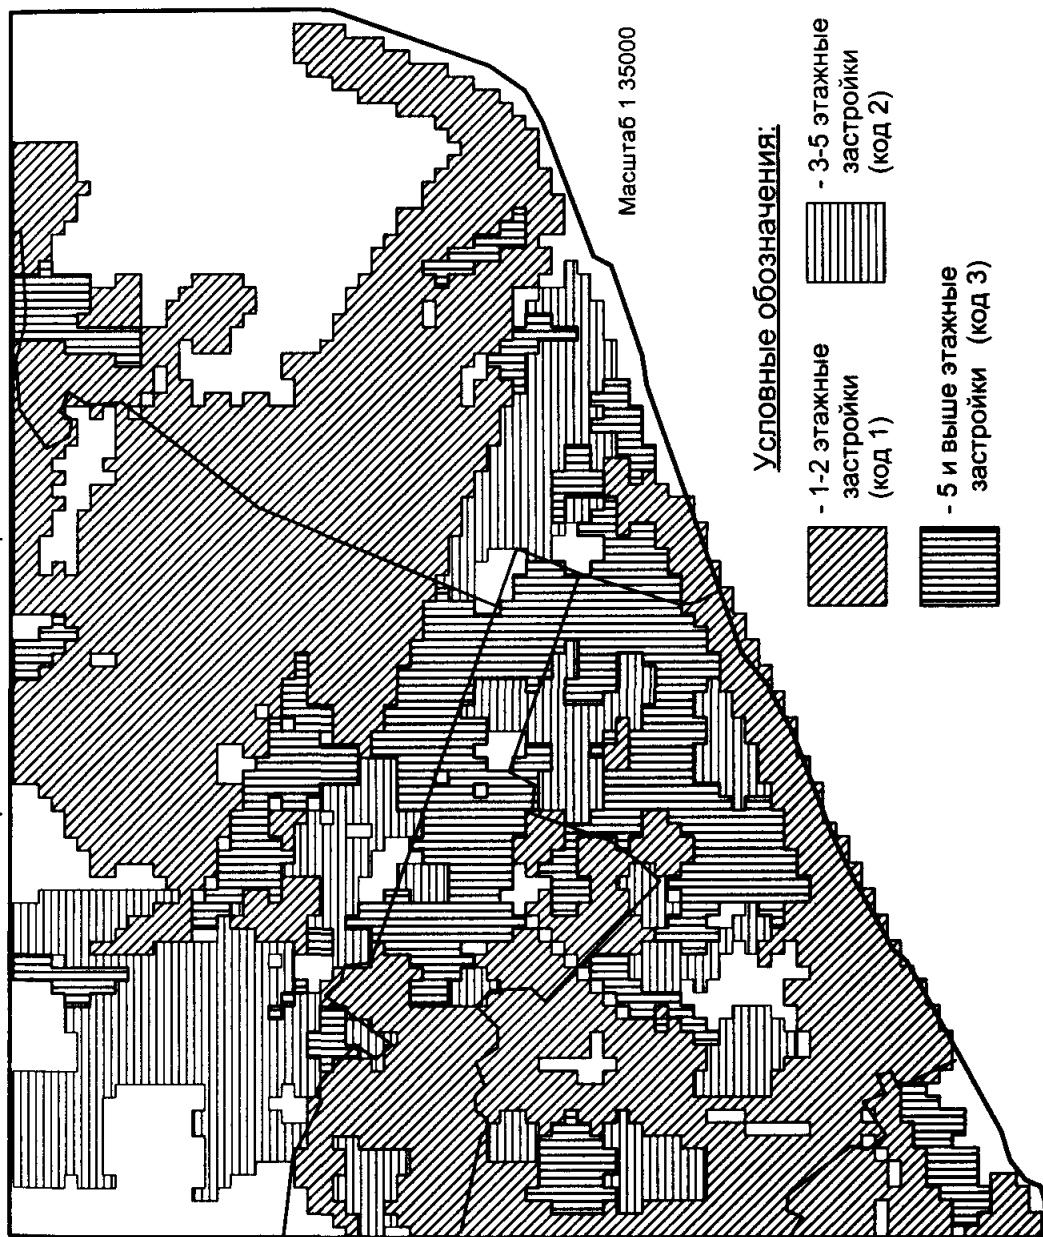 Масштаб 1 35000
Условные обозначения:
- 1-2 этажные
застройки
(код 1)
- 3-5 этажные
застройки
(код 2)
- 5 и выше этажные
застройки (код 3)